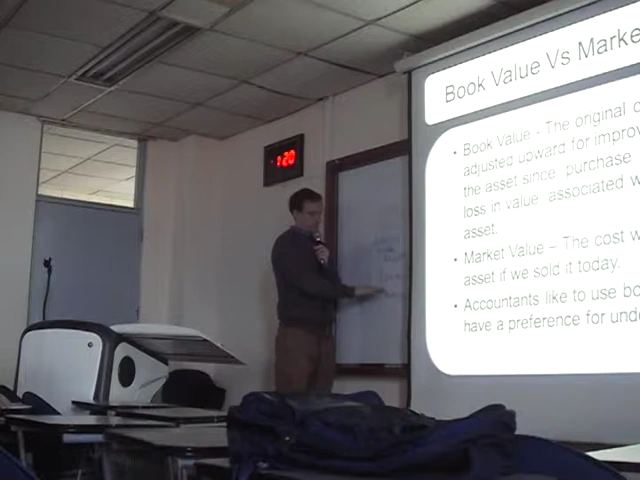 1:20
Book Value Vs Marke
• Book Value - The original c
adjusted upward for improv
the asset since purchase
loss in value associated w
asset.
• Market Value – The cost w
asset if we sold it today.
• Accountants like to use bo
have a preference for unde